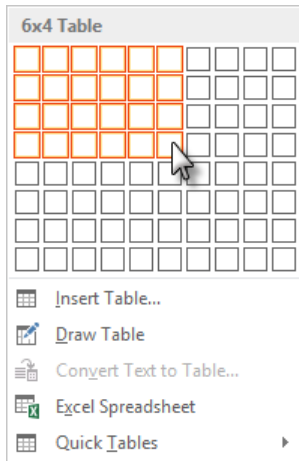 6x4 Table
Insert Table...
Draw Table
Convert Text to Table...
Excel Spreadsheet
Quick Tables